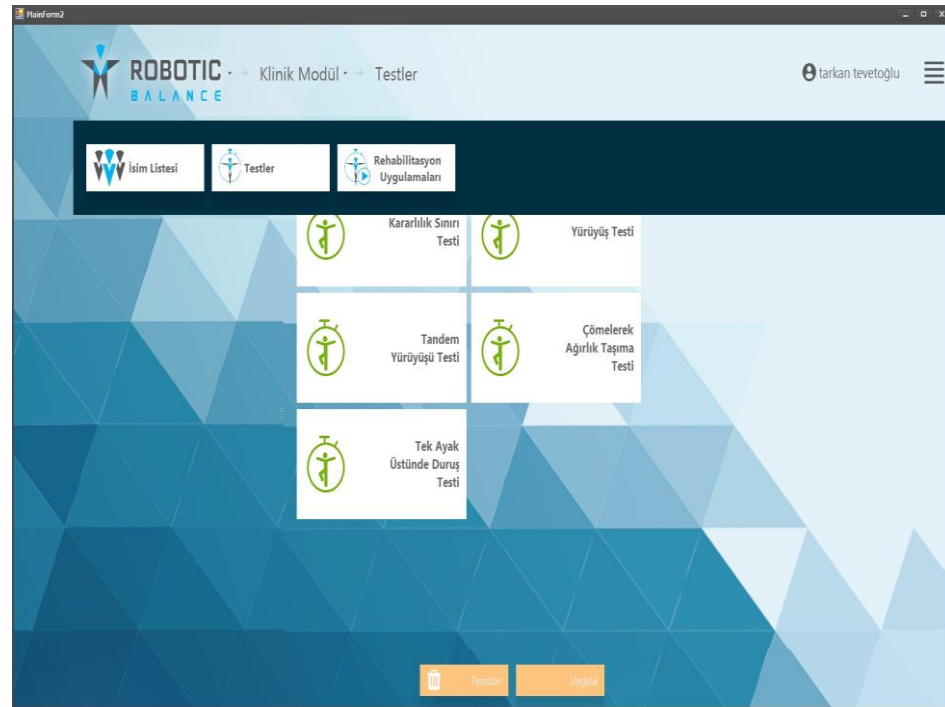 MainForm2
ROBOTIC
BALANCE
Klinik Modül
Testler
tarkan tevetoğlu
İsim Listesi
Testler
Rehabilitasyon
Uygulamaları
Kararlılık Sınırı
Testi
Yürüyüş Testi
Tandem
Yürüyüşü Testi
Çömelerek
Ağırlık Taşıma
Testi
Tek Ayak
Üstünde Duruş
Testi
Temizle
Uygula